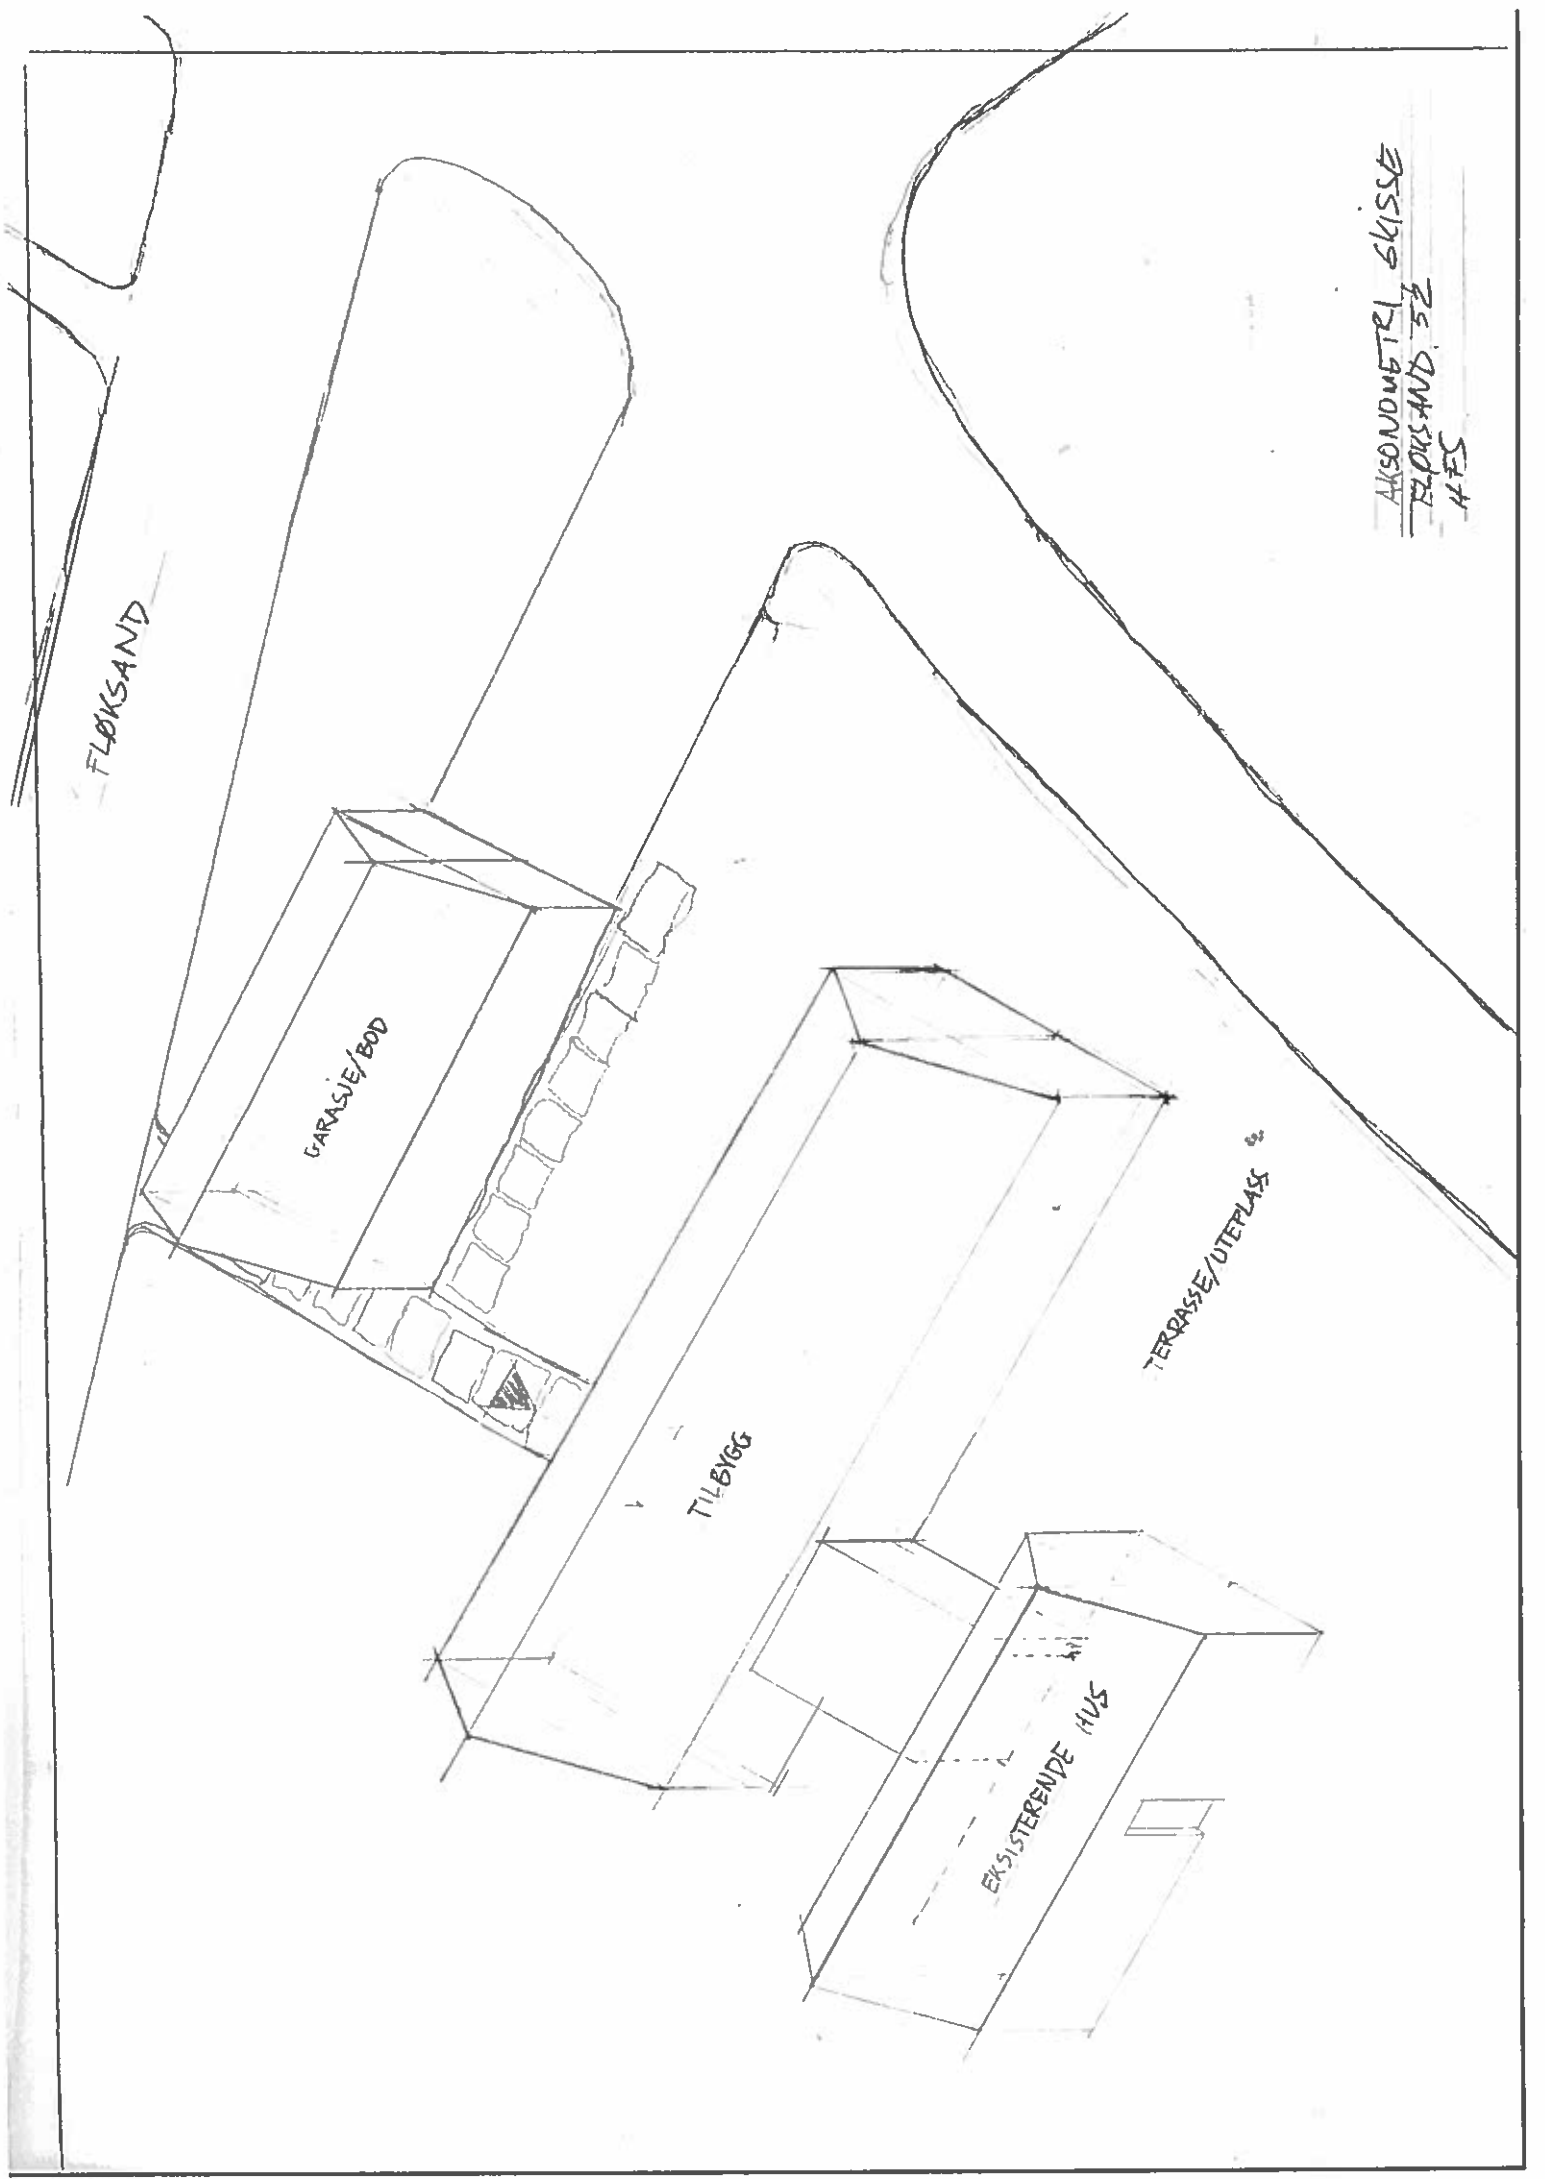 FLØKSAND
GARASJE/BOD
TILBYGG
TERRASSE/UTEPLASS
EKSISTERENDE HUS
AKSONOMETRI SKISSE
FLØKSAND. 52
HFS